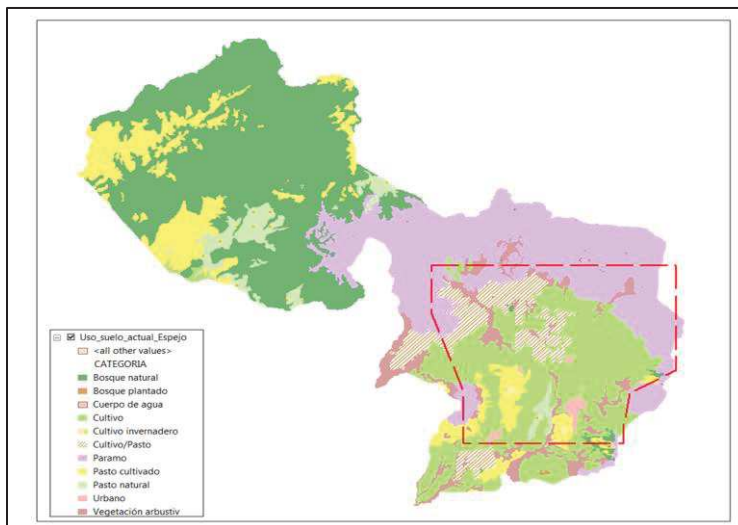 Uso_suelo_actual_Espejo
<all other values>
CATEGORIA
Bosque natural
Bosque plantado
Cuerpo de agua
Cultivo
Cultivo invernadero
Cultivo/Pasto
Paramo
Pasto cultivado
Pasto natural
Urbano
Vegetación arbustiv